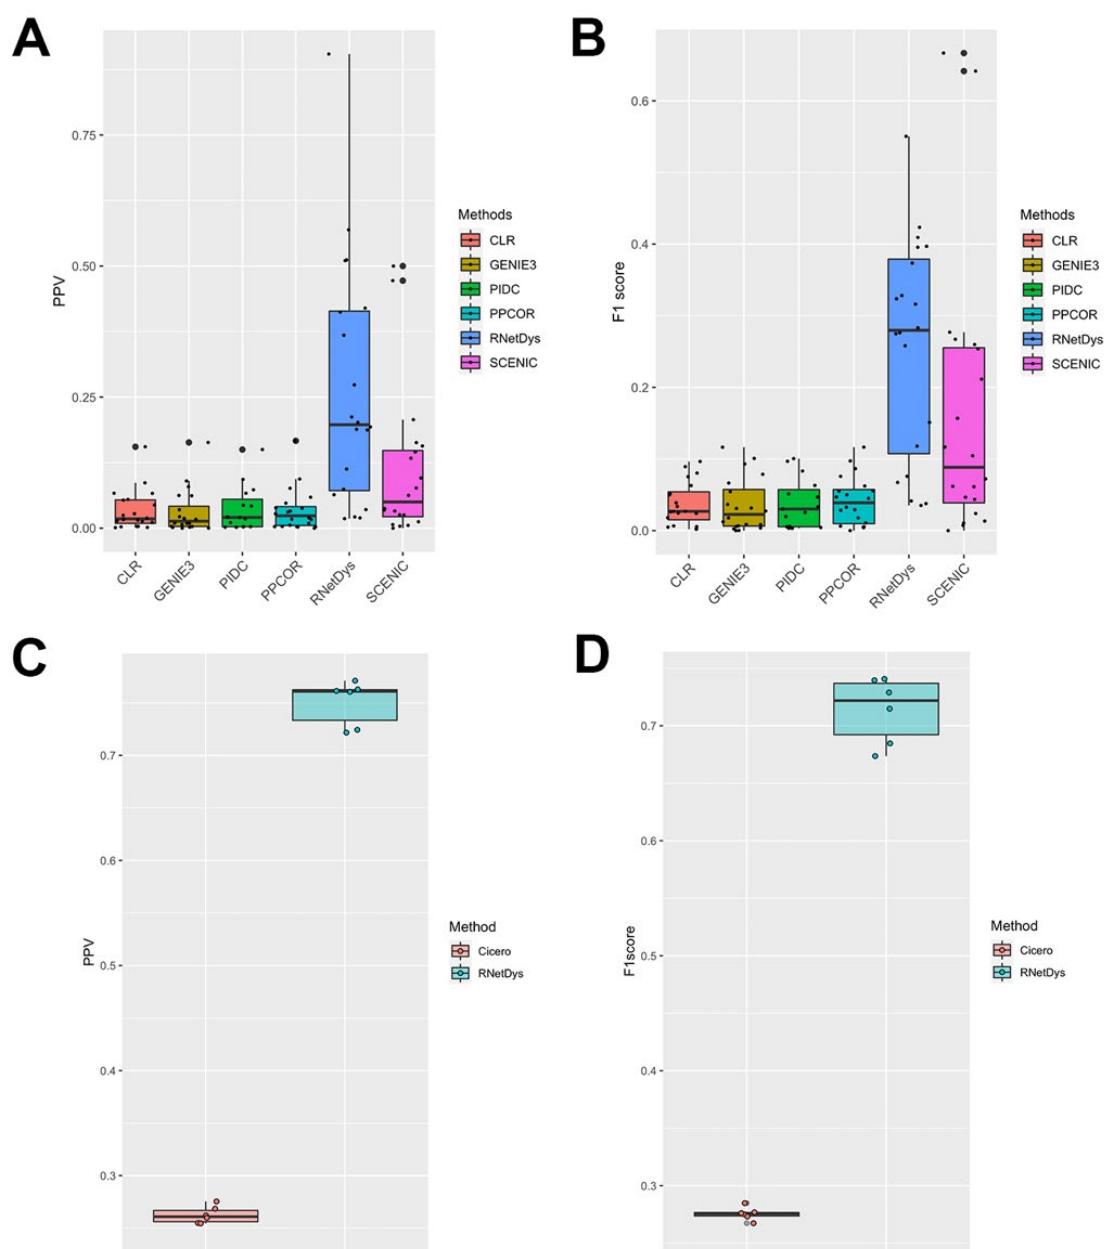 A
PPV
0.75
0.50
0.25
0.00
CLR
GENIE3
PIDC
PPCOR
RNetDys
SCENIC
Methods
CLR
GENIE3
PIDC
PPCOR
RNetDys
SCENIC
B
F1 score
0.6
0.4
0.2
0.0
CLR
GENIE3
PIDC
PPCOR
RNetDys
SCENIC
Methods
CLR
GENIE3
PIDC
PPCOR
RNetDys
SCENIC
C
PPV
0.7
0.6
0.5
0.4
0.3
Method
Cicero
RNetDys
D
F1score
0.7
0.6
0.5
0.4
0.3
Method
Cicero
RNetDys